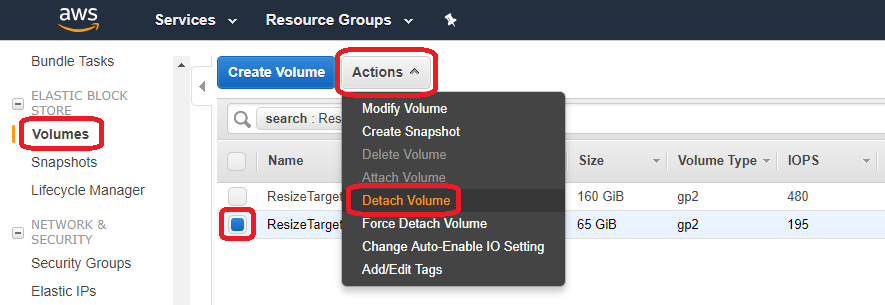 aws
Services
Resource Groups
Bundle Tasks
ELASTIC BLOCK
STORE
Volumes
Snapshots
Lifecycle Manager
NETWORK &
SECURITY
Security Groups
Elastic IPs
Create Volume
Actions
search : Res
Modify Volume
Create Snapshot
Delete Volume
Attach Volume
Detach Volume
Force Detach Volume
Change Auto-Enable IO Setting
Add/Edit Tags
Name Size Volume Type IOPS
ResizeTarget 160 GiB gp2 480
ResizeTarget 65 GiB gp2 195